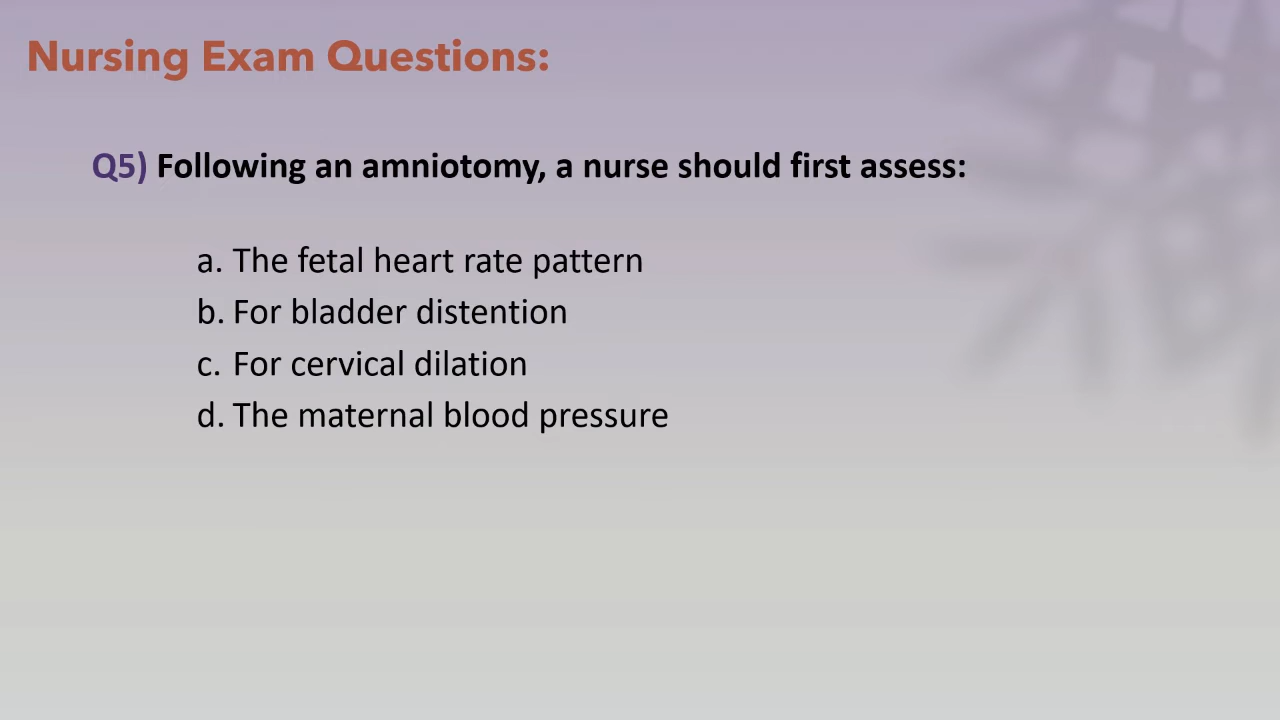 Nursing Exam Questions:
Q5) Following an amniotomy, a nurse should first assess:
a. The fetal heart rate pattern
b. For bladder distention
c. For cervical dilation
d. The maternal blood pressure